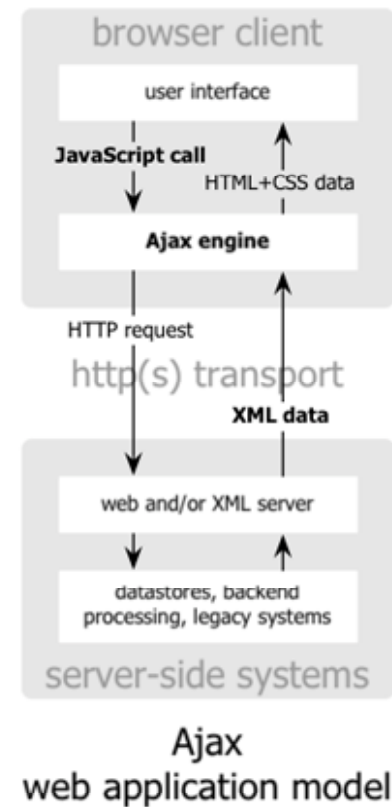 browser client
user interface
JavaScript call
HTML+CSS data
Ajax engine
HTTP request
http(s) transport
XML data
web and/or XML server
datastores, backend
processing, legacy systems
server-side systems
Ajax
web application model